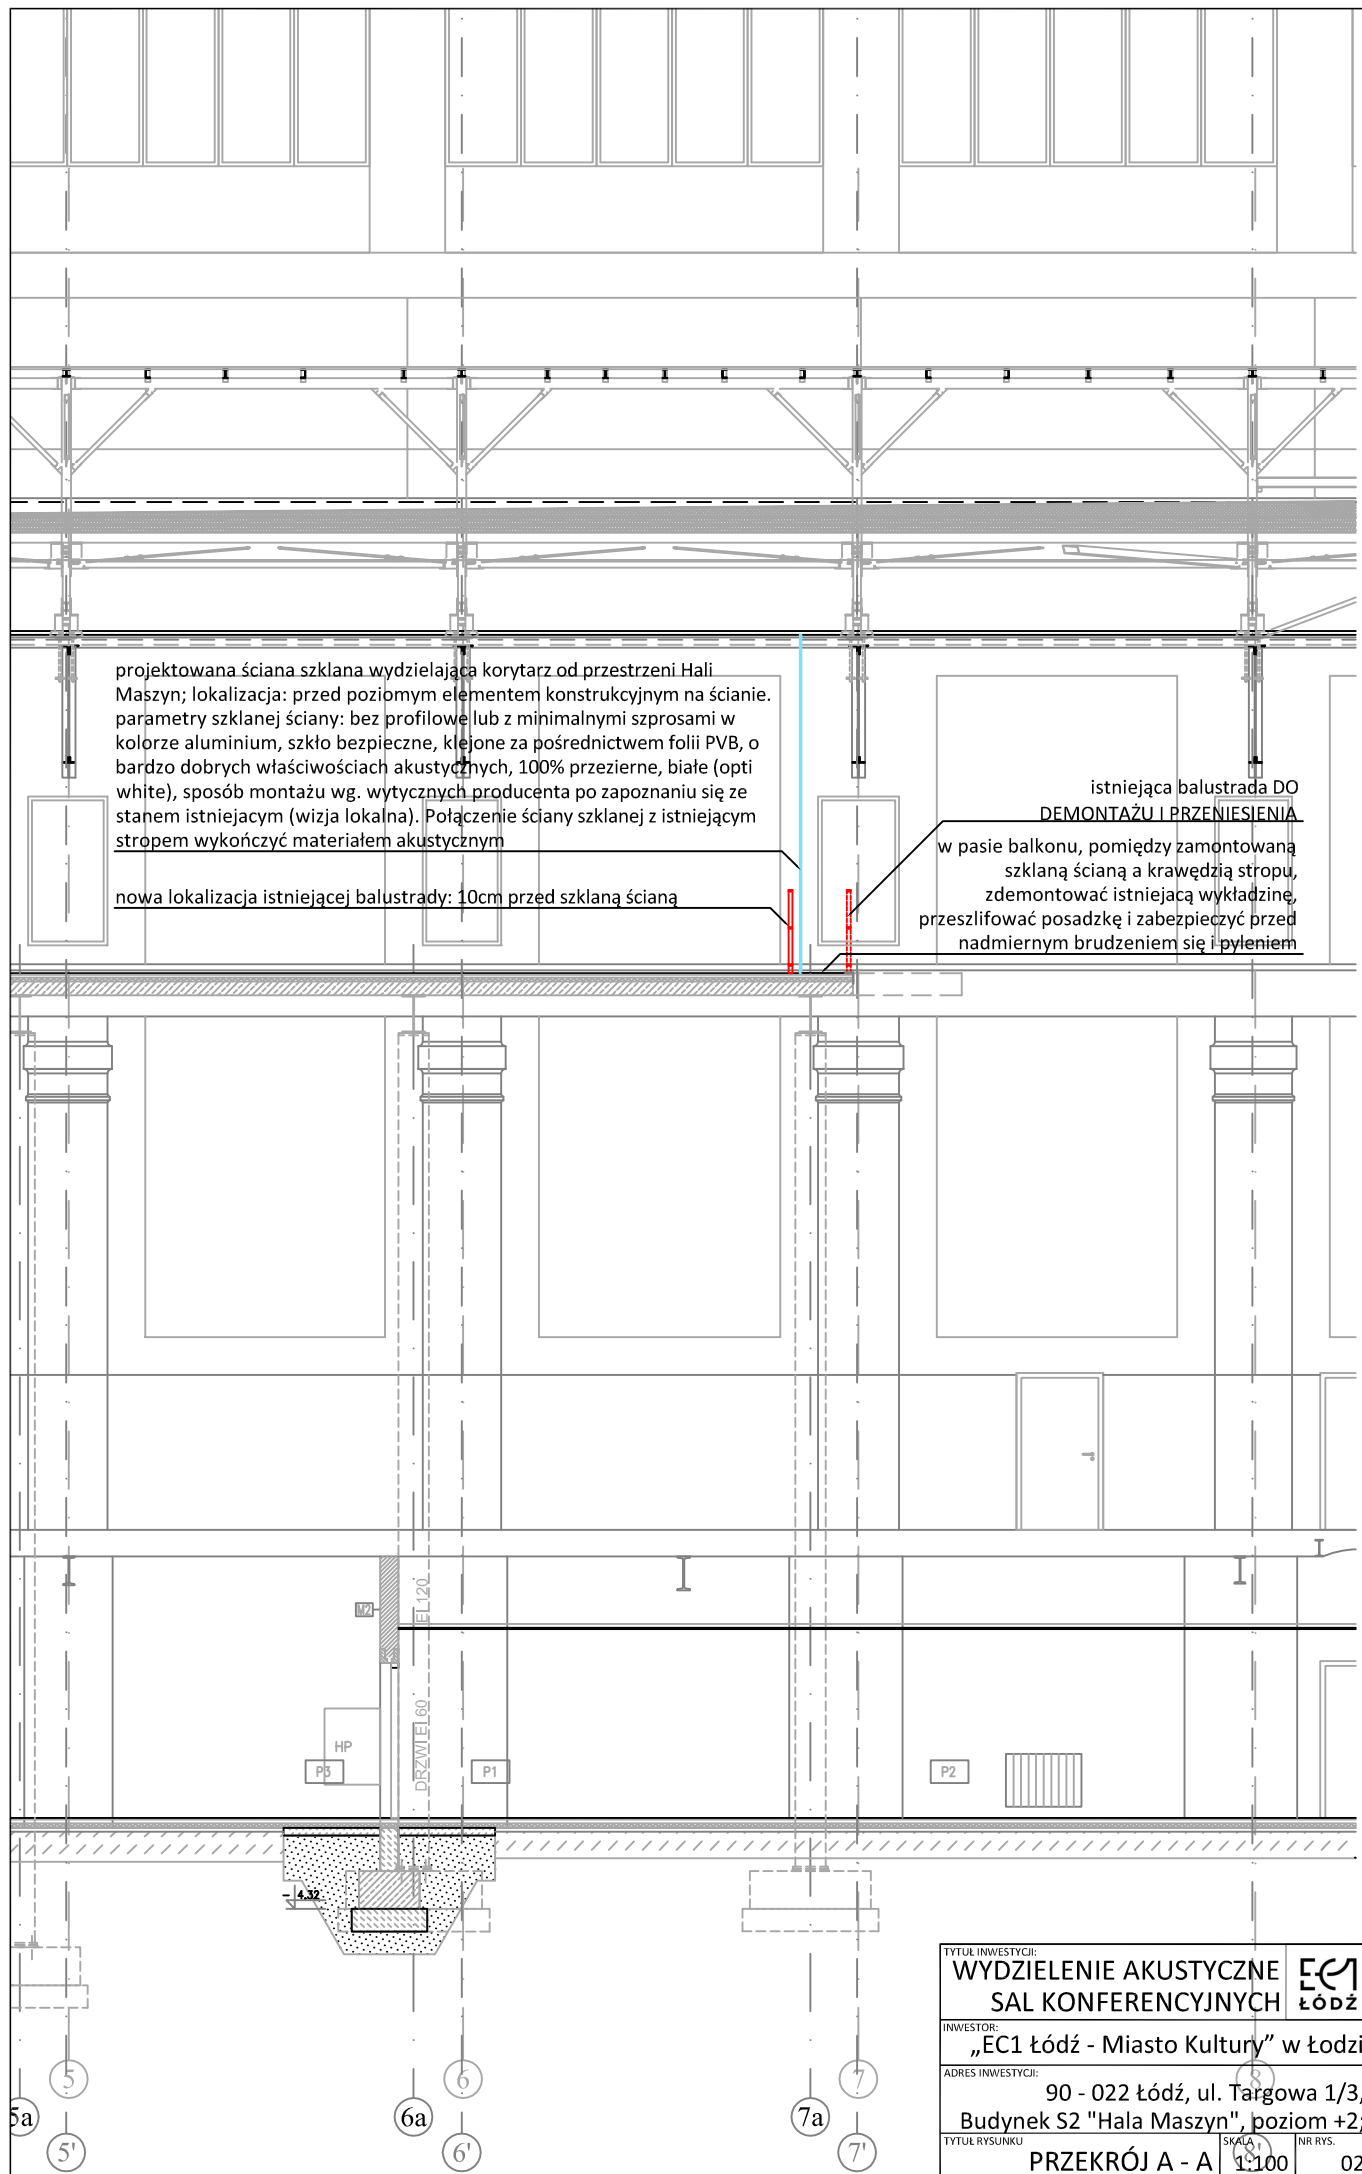 projektowana ściana szklana wydzielająca korytarz od przestrzeni Hali
Maszyn; lokalizacja: przed poziomym elementem konstrukcyjnym na ścianie.
parametry szklanej ściany: bez profilowe lub z minimalnymi szprosami w
kolorze aluminium, szkło bezpieczne, klejone za pośrednictwem folii PVB, o
bardzo dobrych właściwościach akustycznych, 100% przezierne, białe (opti
white), sposób montażu wg. wytycznych producenta po zapoznaniu się ze
stanem istniejacym (wizja lokalna). Połączenie ściany szklanej z istniejącym
stropem wykończyć materiałem akustycznym
nowa lokalizacja istniejącej balustrady: 10cm przed szklaną ścianą
istniejąca balustrada DO
DEMONTAŻU I PRZENIESIENIA
w pasie balkonu, pomiędzy zamontowaną
szklaną ścianą a krawędzią stropu,
zdemontować istniejacą wykładzinę,
przeszlifować posadzkę i zabezpieczyć przed
nadmiernym brudzeniem się i pyleniem
M2
EL120
DRZWI EI 60
HP
P3
P1
P2
- 4.32
5
6
7
8
5a
6a
7a
5'
6'
7'
8'
TYTUŁ INWESTYCJI:
WYDZIELENIE AKUSTYCZNE
SAL KONFERENCYJNYCH
EC1
ŁÓDŹ
INWESTOR:
„EC1 Łódź - Miasto Kultury” w Łodzi
ADRES INWESTYCJI:
90 - 022 Łódź, ul. Targowa 1/3,
Budynek S2 "Hala Maszyn", poziom +2;
TYTUŁ RYSUNKU
PRZEKRÓJ A - A
SKALA
1:100
NR RYS.
02